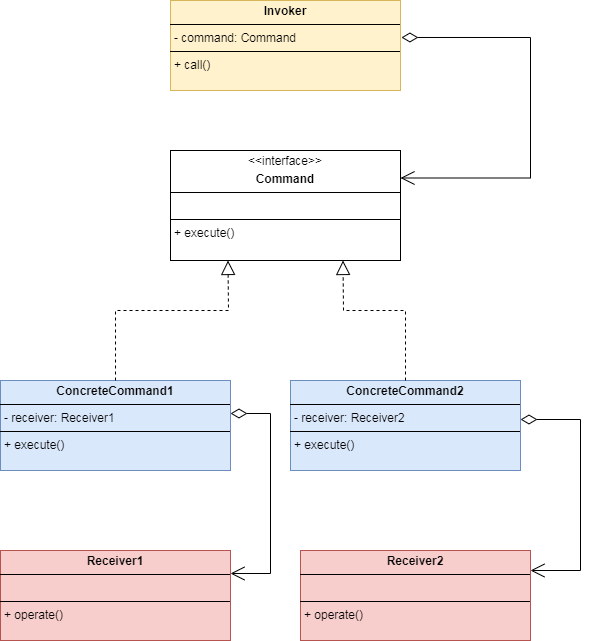 Invoker
- command: Command
+ call()
<<interface>>
Command
+ execute()
ConcreteCommand1
- receiver: Receiver1
+ execute()
ConcreteCommand2
- receiver: Receiver2
+ execute()
Receiver1
+ operate()
Receiver2
+ operate()